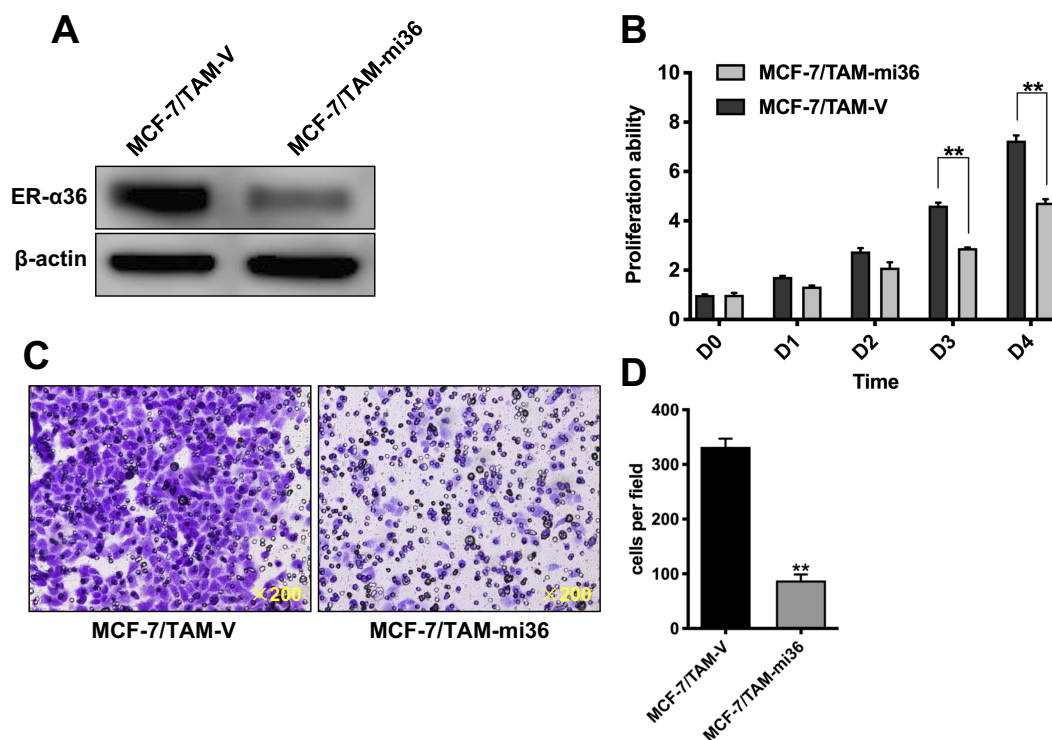 A
MCF-7/TAM-V
MCF-7/TAM-mi36
ER-α36
β-actin
B
MCF-7/TAM-mi36
MCF-7/TAM-V
Proliferation ability
10
8
6
4
2
0
**
**
D0
D1
D2
D3
D4
Time
C
×200
×200
MCF-7/TAM-V
MCF-7/TAM-mi36
D
cells per field
400
300
200
100
0
**
MCF-7/TAM-V
MCF-7/TAM-mi36